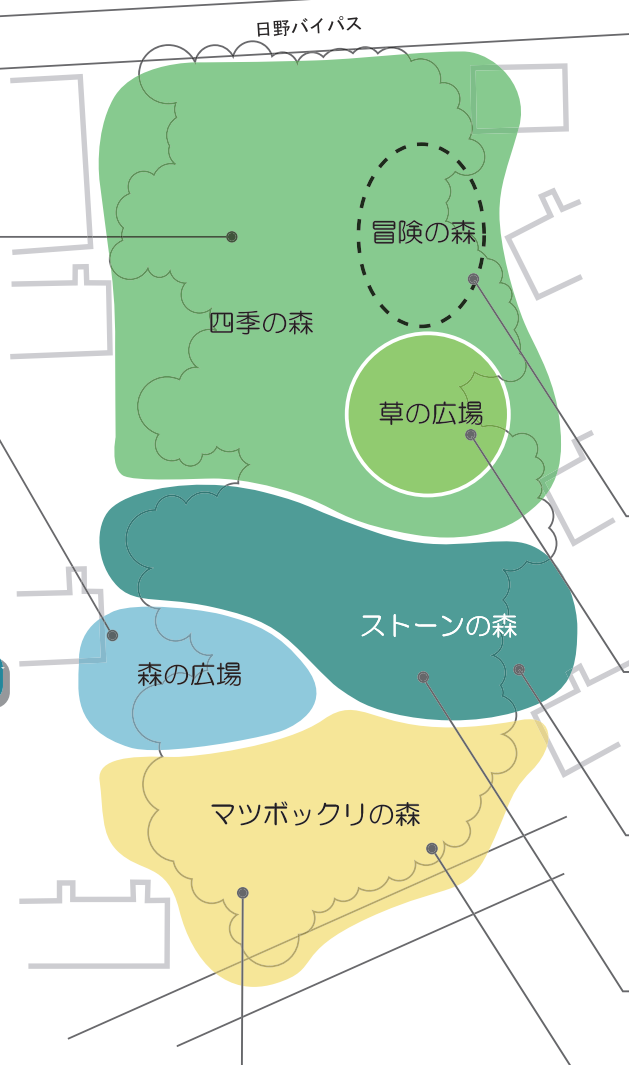 日野バイパス
冒険の森
四季の森
草の広場
ストーンの森
森の広場
マツボックリの森